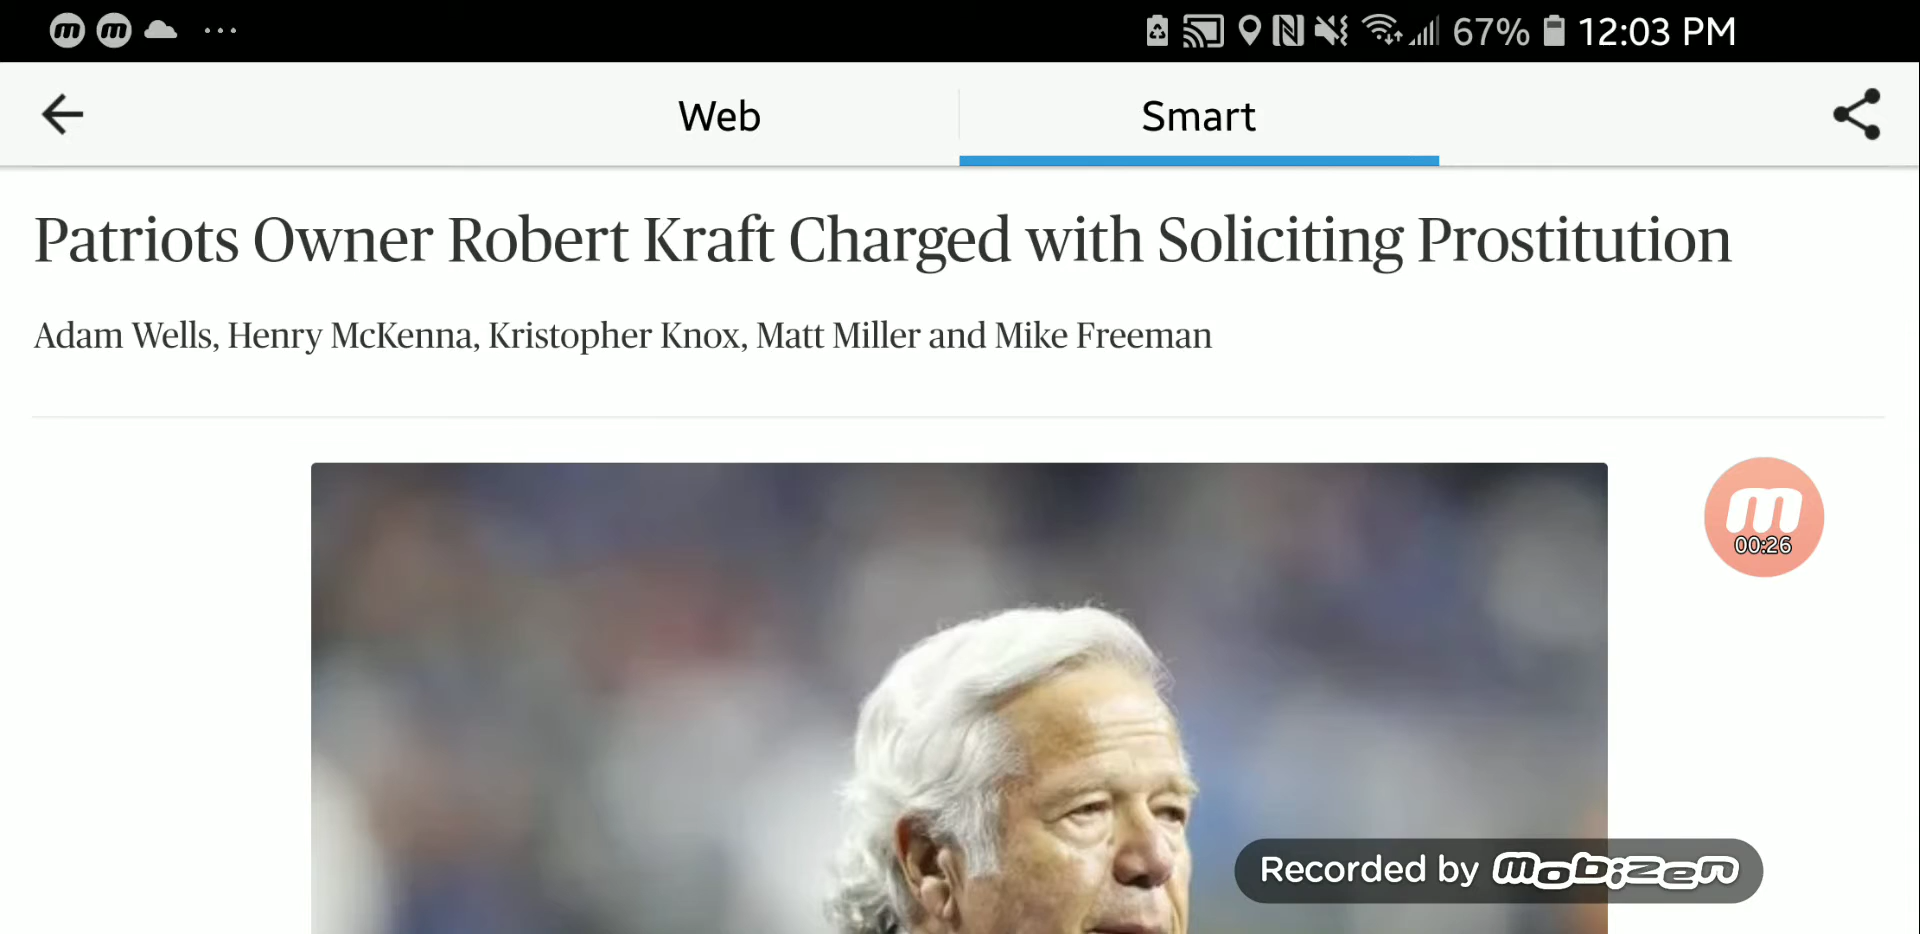 67% 12:03 PM
Web Smart
Patriots Owner Robert Kraft Charged with Soliciting Prostitution
Adam Wells, Henry McKenna, Kristopher Knox, Matt Miller and Mike Freeman
m
00:26
Recorded by mobizen